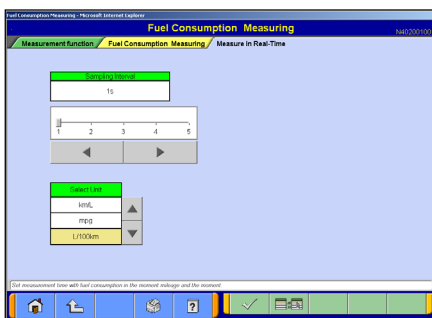 Fuel Consumption Measuring - Microsoft Internet Explorer
Fuel Consumption Measuring
N40200100
Measurement function Fuel Consumption Measuring Measure in Real-Time
Sampling Interval
1s
1 2 3 4 5
Select Unit
km/L
mpg
L/100km
Set measurement time with fuel consumption in the moment mileage and the moment
?